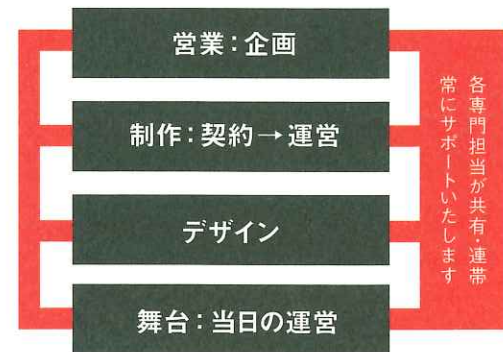 営業：企画
制作：契約→運営
デザイン
舞台：当日の運営
各専門担当が共有・連帯
常にサポートいたします